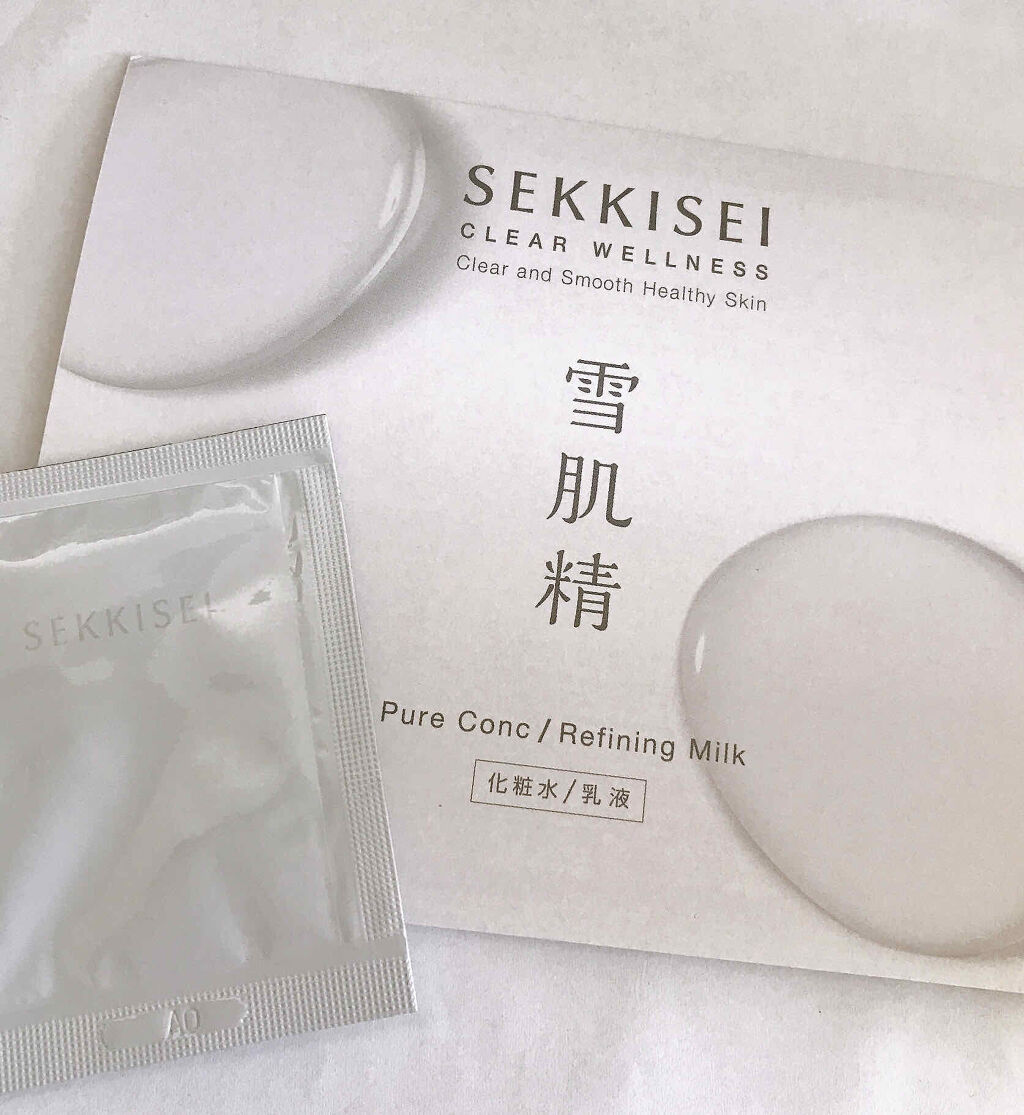 SEKKISEI
CLEAR WELLNESS
Clear and Smooth Healthy Skin
雪肌精
Pure Conc / Refining Milk
化粧水/乳液
SEKKISEI